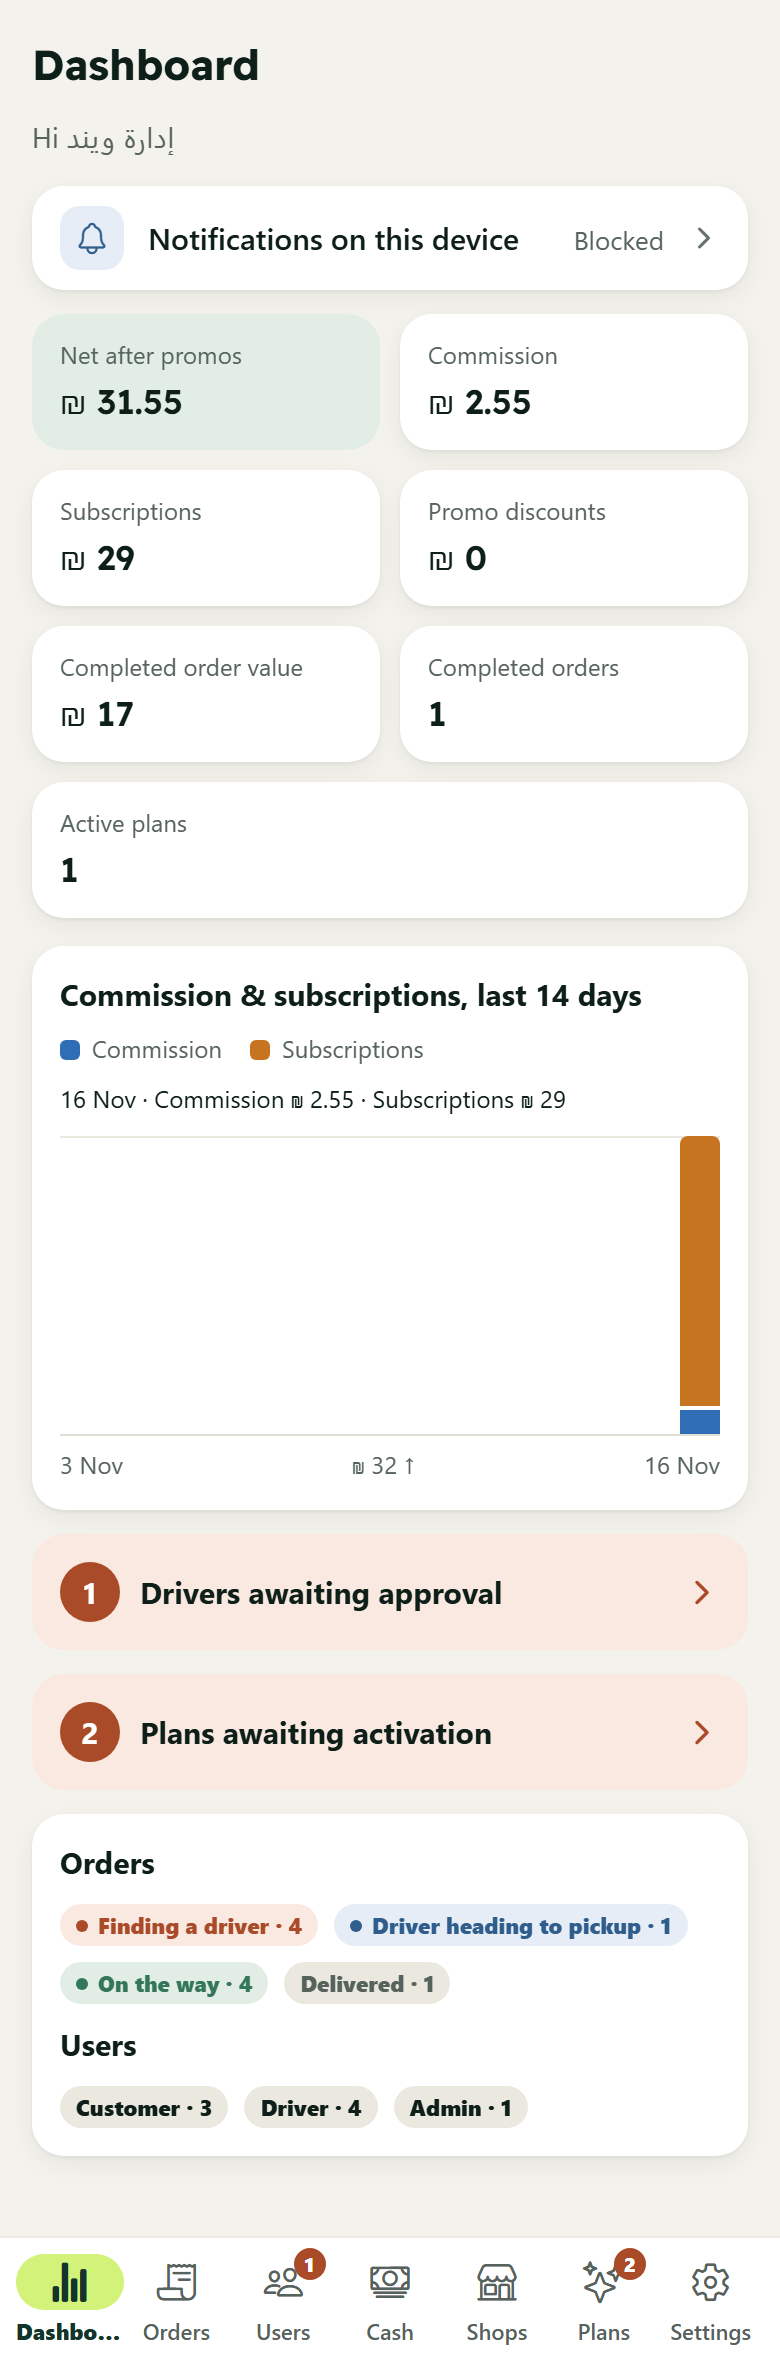 Dashboard
Hi إدارة ويند
Notifications on this device Blocked
Net after promos
₪ 31.55
Commission
₪ 2.55
Subscriptions
₪ 29
Promo discounts
₪ 0
Completed order value
₪ 17
Completed orders
1
Active plans
1
Commission & subscriptions, last 14 days
Commission Subscriptions
16 Nov · Commission ₪ 2.55 · Subscriptions ₪ 29
3 Nov ₪ 32 ↑ 16 Nov
1 Drivers awaiting approval
2 Plans awaiting activation
Orders
Finding a driver · 4 Driver heading to pickup · 1
On the way · 4 Delivered · 1
Users
Customer · 3 Driver · 4 Admin · 1
1 2
Dashbo... Orders Users Cash Shops Plans Settings